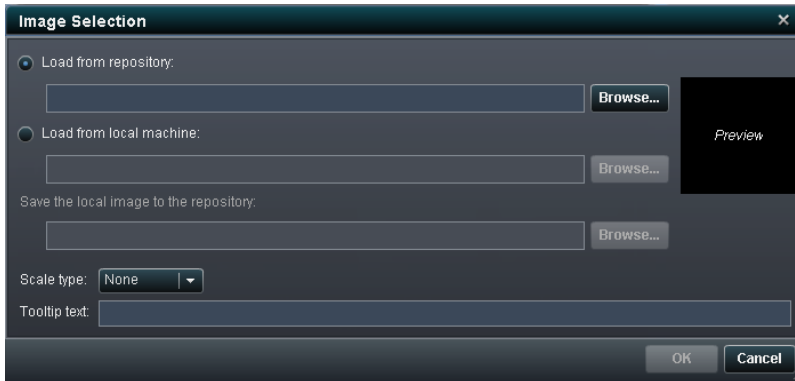 Image Selection
Load from repository:
Browse...
Load from local machine:
Preview
Browse...
Save the local image to the repository:
Browse...
Scale type: None
Tooltip text:
OK Cancel